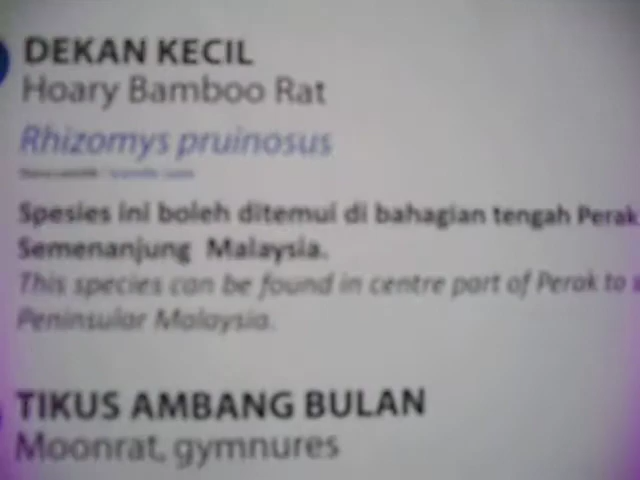 DEKAN KECIL
Hoary Bamboo Rat
Rhizomys pruinosus
Spesies ini boleh ditemui di bahagian tengah Perak
Semenanjung Malaysia.
This species can be found in centre part of Perak to
Peninsular Malaysia.
TIKUS AMBANG BULAN
Moonrat, gymnures